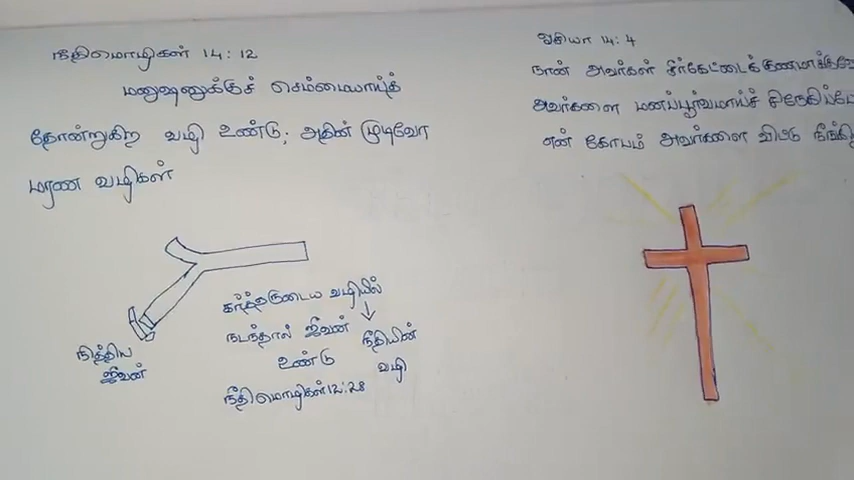 நீதிமொழிகள் 14:12
மனுஷனுக்குச் செம்மையாய்த்
தோன்றுகிற வழி உண்டு; அதின் முடிவோ
மரண வழிகள்
நித்திய
ஜீவன்
கர்த்தருடைய வழியில்
நடந்தால் ஜீவன்
உண்டு
நீதிமொழிகள் 12:28
நீதியின்
வழி
ஓசியா 14:4
நான் அவர்கள் சீர்கேட்டைக் குணமாக்குவே
அவர்களை மனப்பூர்வமாய்ச் சிநேகிப்பே
என் கோபம் அவர்களை விட்டு நீங்கி